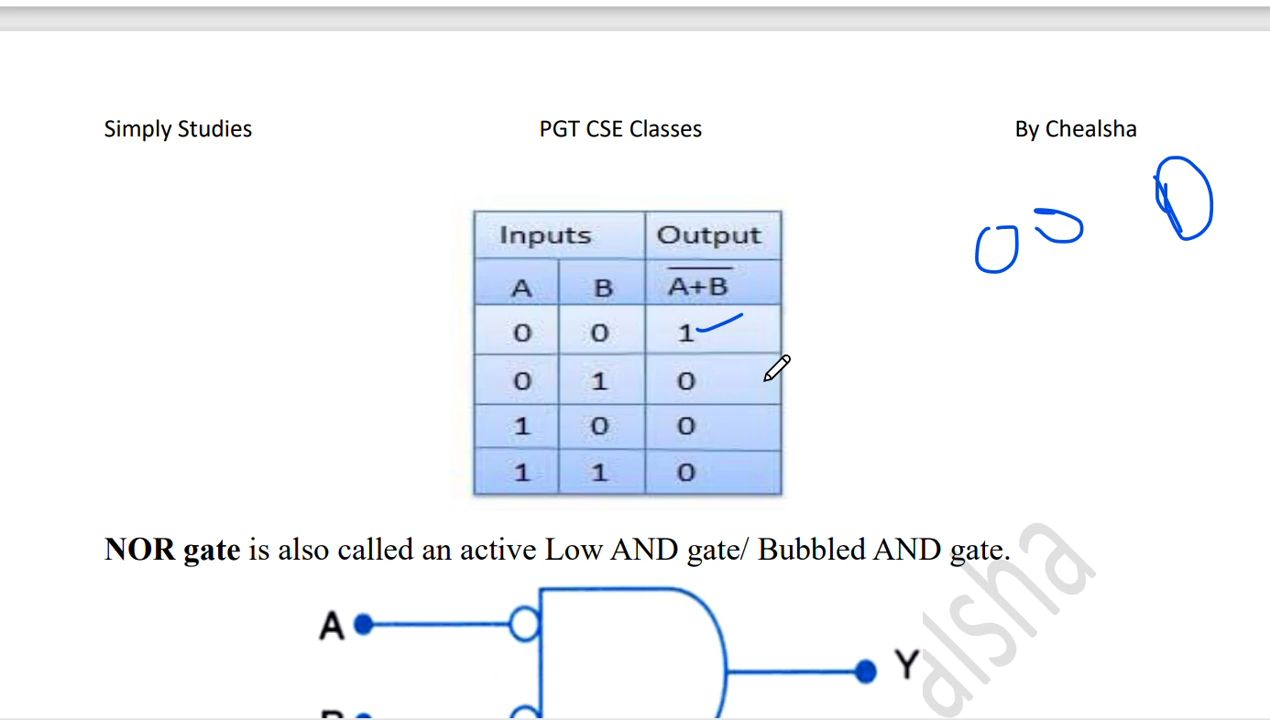 Simply Studies PGT CSE Classes By Chealsha
Inputs Output
A B A+B
0 0 1
0 1 0
1 0 0
1 1 0
NOR gate is also called an active Low AND gate/ Bubbled AND gate.
A
Y
alsha